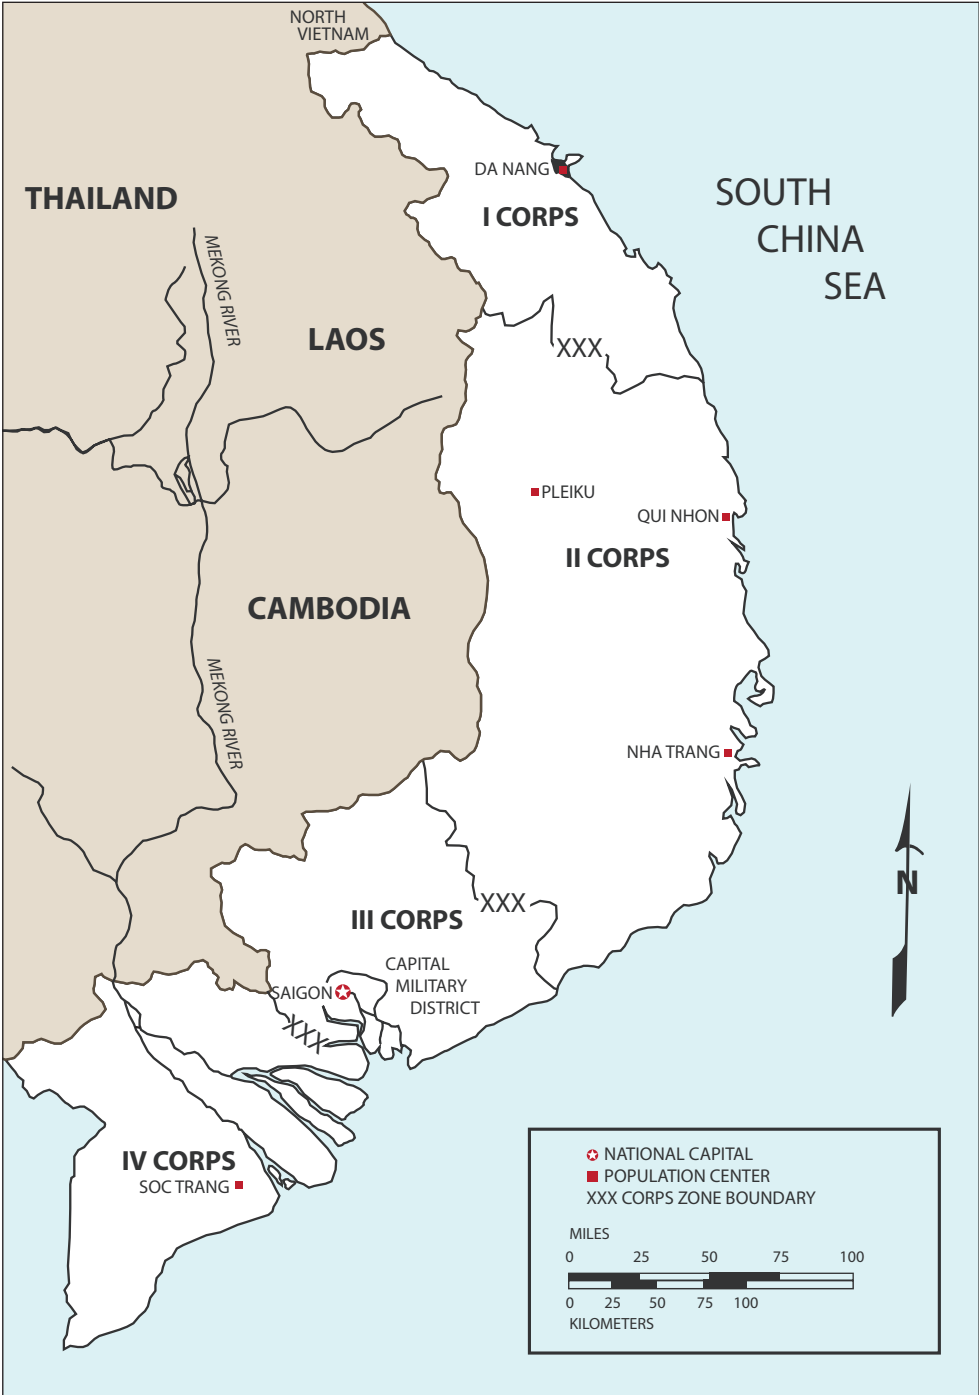 NORTH
VIETNAM
DA NANG
THAILAND
I CORPS
SOUTH
CHINA
SEA
MEKONG RIVER
LAOS
XXX
PLEIKU
QUI NHON
II CORPS
CAMBODIA
MEKONG RIVER
NHA TRANG
N
XXX
III CORPS
CAPITAL
MILITARY
DISTRICT
SAIGON
XXX
IV CORPS
SOC TRANG
NATIONAL CAPITAL
POPULATION CENTER
XXX CORPS ZONE BOUNDARY
MILES
0 25 50 75 100
0 25 50 75 100
KILOMETERS